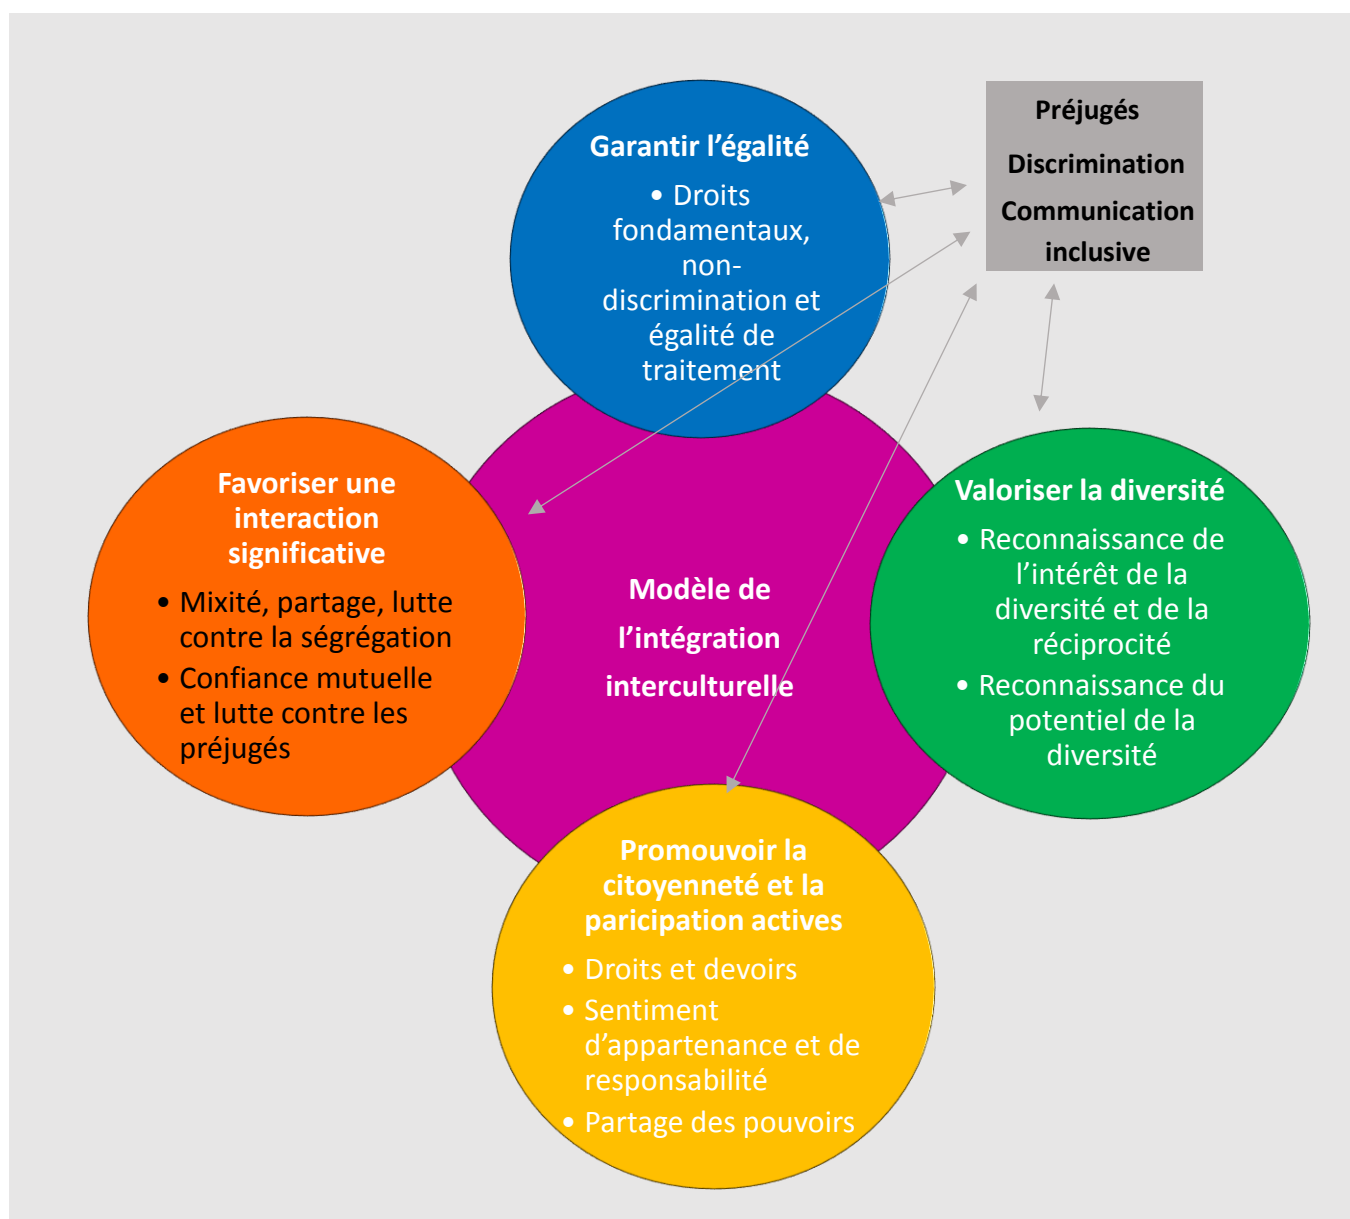 Garantir l’égalité
• Droits
fondamentaux,
non-
discrimination et
égalité de
traitement
Préjugés
Discrimination
Communication
inclusive
Favoriser une
interaction
significative
• Mixité, partage, lutte
contre la ségrégation
• Confiance mutuelle
et lutte contre les
préjugés
Modèle de
l’intégration
interculturelle
Valoriser la diversité
• Reconnaissance de
l’intérêt de la
diversité et de la
réciprocité
• Reconnaissance du
potentiel de la
diversité
Promouvoir la
citoyenneté et la
paricipation actives
• Droits et devoirs
• Sentiment
d’appartenance et de
responsabilité
• Partage des pouvoirs